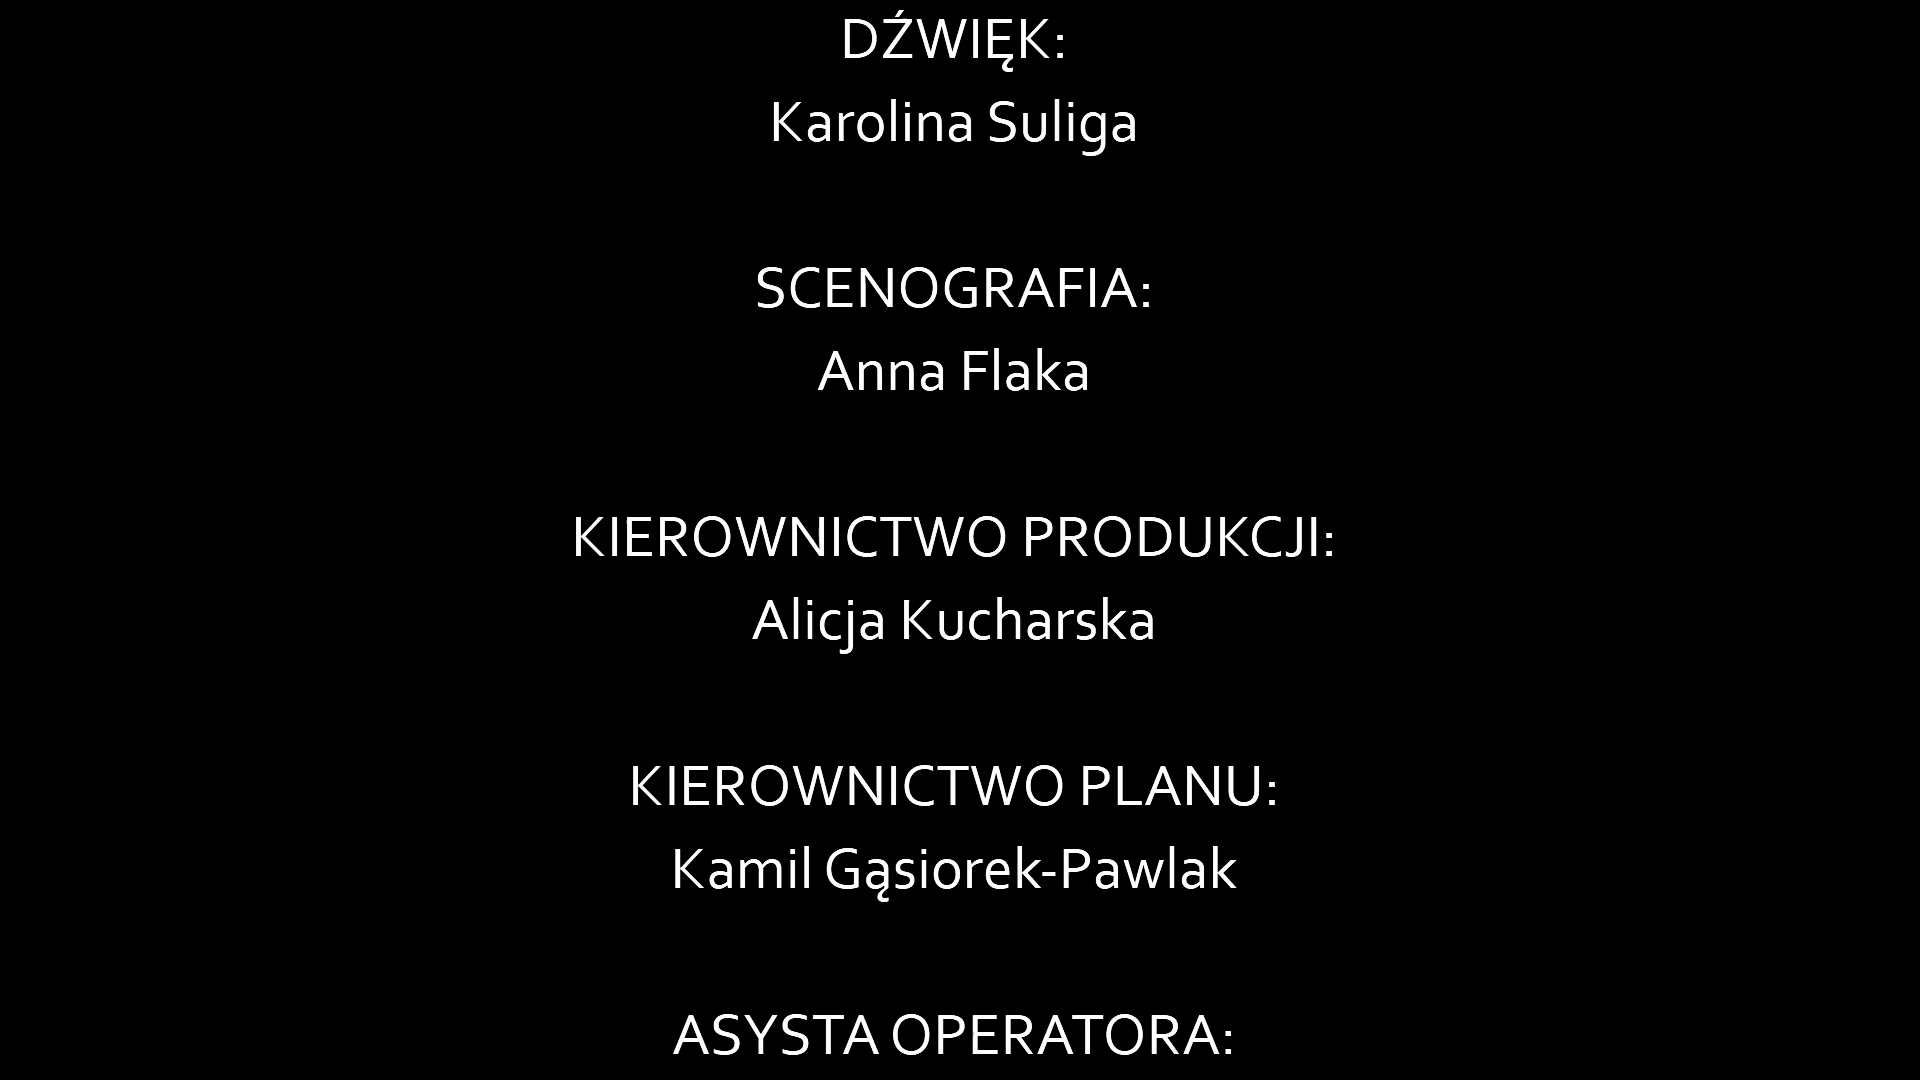 DŹWIĘK:
Karolina Suliga
SCENOGRAFIA:
Anna Flaka
KIEROWNICTWO PRODUKCJI:
Alicja Kucharska
KIEROWNICTWO PLANU:
Kamil Gąsiorek-Pawlak
ASYSTA OPERATORA: